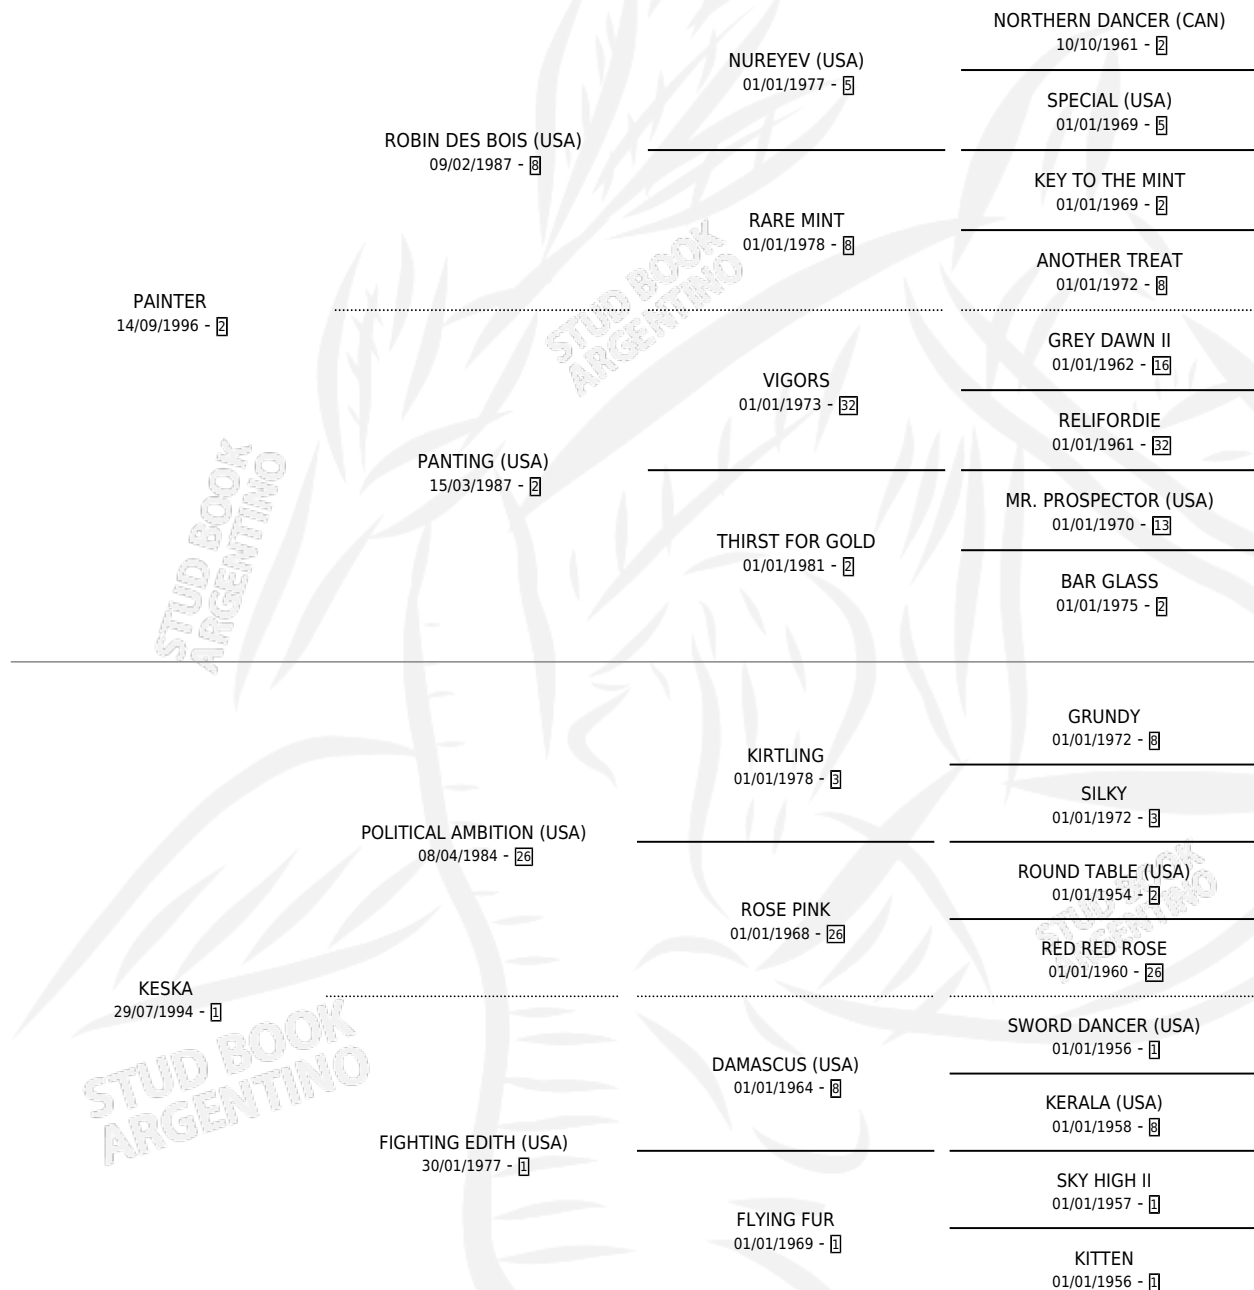 NORTHERN DANCER (CAN)
10/10/1961 - 2
NUREYEV (USA)
01/01/1977 - 5
SPECIAL (USA)
01/01/1969 - 5
ROBIN DES BOIS (USA)
09/02/1987 - 8
KEY TO THE MINT
01/01/1969 - 2
RARE MINT
01/01/1978 - 8
ANOTHER TREAT
01/01/1972 - 8
PAINTER
14/09/1996 - 2
GREY DAWN II
01/01/1962 - 16
VIGORS
01/01/1973 - 32
RELIFORDIE
01/01/1961 - 32
PANTING (USA)
15/03/1987 - 2
MR. PROSPECTOR (USA)
01/01/1970 - 13
THIRST FOR GOLD
01/01/1981 - 2
BAR GLASS
01/01/1975 - 2
GRUNDY
01/01/1972 - 8
KIRTLING
01/01/1978 - 3
SILKY
01/01/1972 - 3
POLITICAL AMBITION (USA)
08/04/1984 - 26
ROUND TABLE (USA)
01/01/1954 - 2
ROSE PINK
01/01/1968 - 26
RED RED ROSE
01/01/1960 - 26
KESKA
29/07/1994 - 1
SWORD DANCER (USA)
01/01/1956 - 1
DAMASCUS (USA)
01/01/1964 - 8
KERALA (USA)
01/01/1958 - 8
FIGHTING EDITH (USA)
30/01/1977 - 1
SKY HIGH II
01/01/1957 - 1
FLYING FUR
01/01/1969 - 1
KITTEN
01/01/1956 - 1
STUD BOOK
ARGENTINO
STUD BOOK
ARGENTINO
STUD BOOK
ARGENTINO
STUD BOOK
ARGENTINO